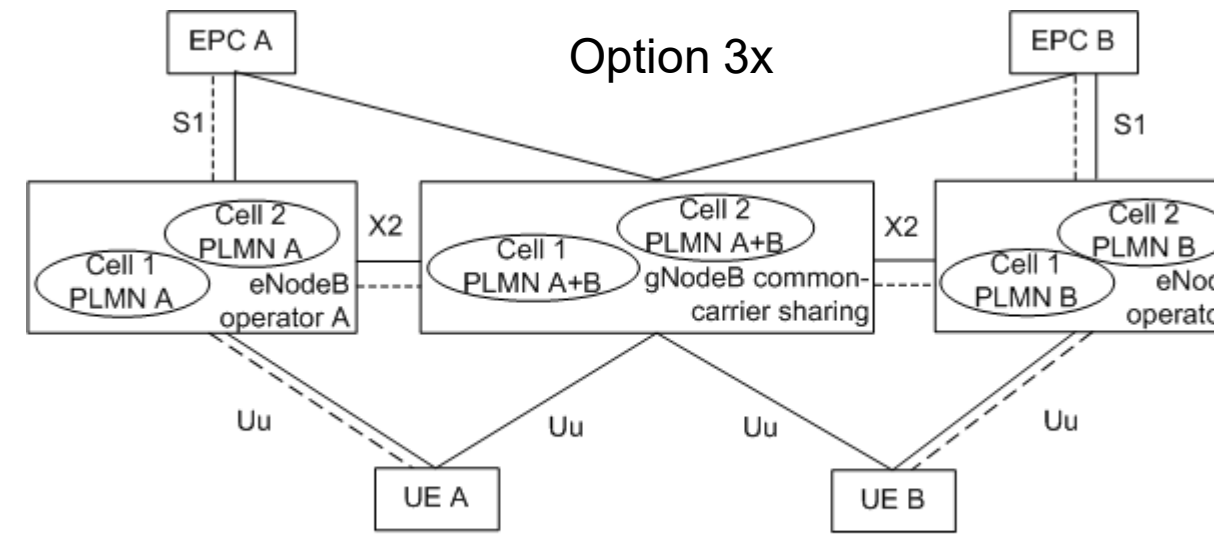 EPC A
Option 3x
EPC B
S1
S1
Cell 2
PLMN A
Cell 1
PLMN A
eNodeB
operator A
X2
Cell 2
PLMN A+B
Cell 1
PLMN A+B
gNodeB common-
carrier sharing
X2
Cell 2
PLMN B
Cell 1
PLMN B
Uu
Uu
Uu
Uu
UE A
UE B